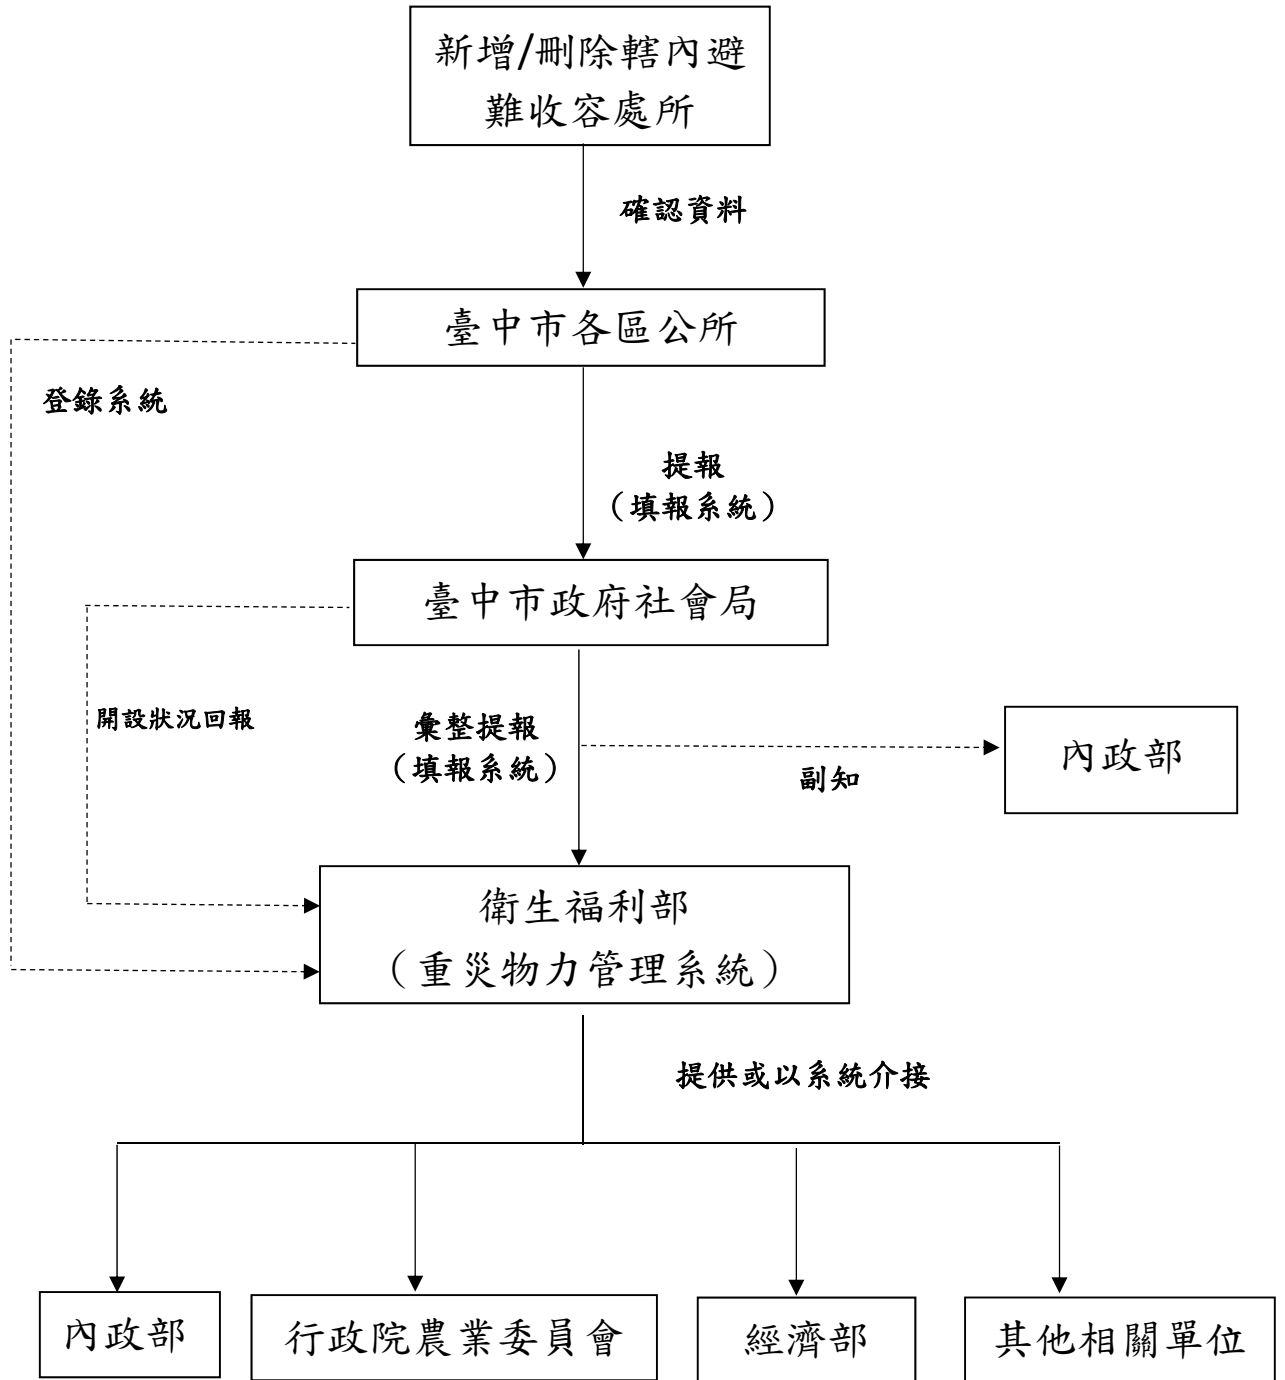 新增/刪除轄內避
難收容處所
確認資料
臺中市各區公所
登錄系統
提報
（填報系統）
臺中市政府社會局
開設狀況回報
彙整提報
（填報系統）
副知
內政部
衛生福利部
（重災物力管理系統）
提供或以系統介接
內政部
行政院農業委員會
經濟部
其他相關單位